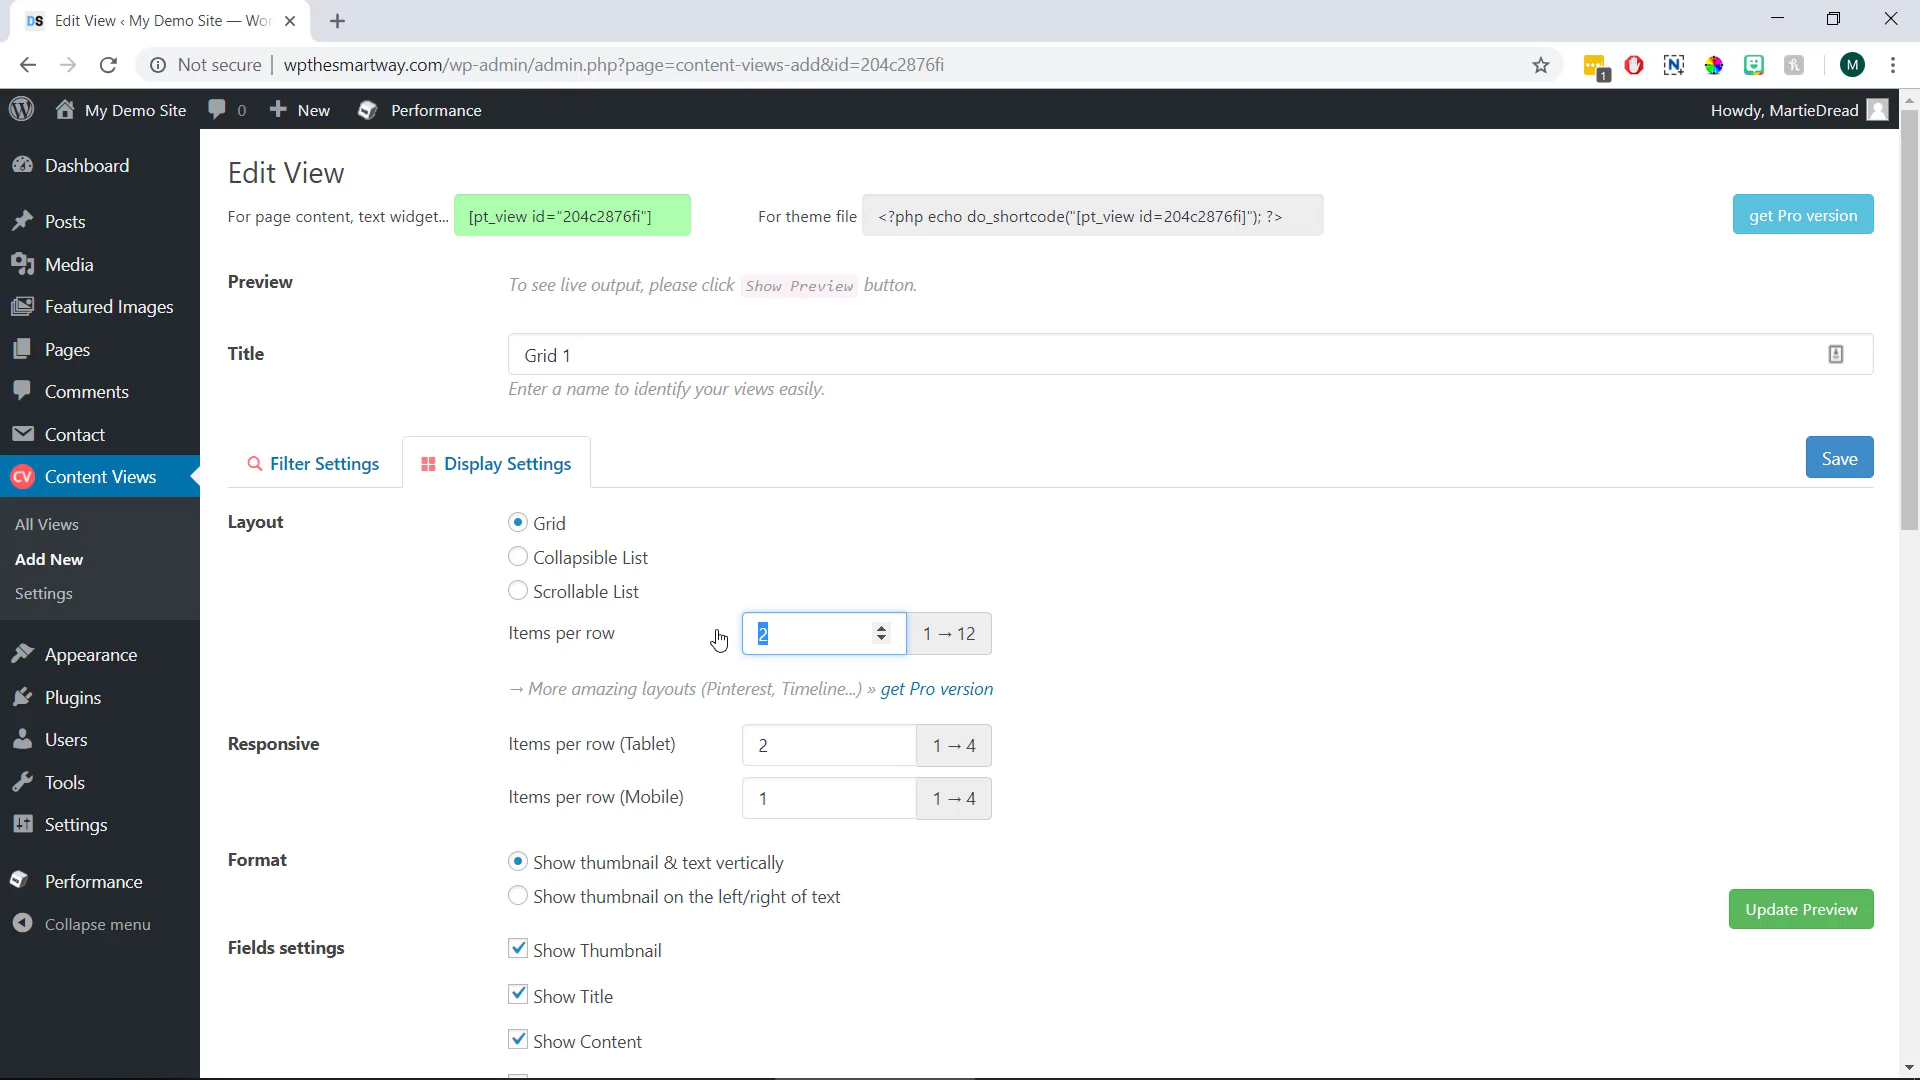 DS Edit View ‹ My Demo Site — Wor
Not secure wpthesmartway.com/wp-admin/admin.php?page=content-views-add&id=204c2876fi
1
M
My Demo Site 0 New Performance Howdy, MartieDread
Dashboard
Posts
Media
Featured Images
Pages
Comments
Contact
CV Content Views
All Views
Add New
Settings
Appearance
Plugins
Users
Tools
Settings
Performance
Collapse menu
Edit View
For page content, text widget... [pt_view id="204c2876fi"] For theme file <?php echo do_shortcode("[pt_view id=204c2876fi]"); ?> get Pro version
Preview To see live output, please click Show Preview button.
Title Grid 1
Enter a name to identify your views easily.
Filter Settings Display Settings Save
Layout Grid
Collapsible List
Scrollable List
Items per row 2 1 → 12
→ More amazing layouts (Pinterest, Timeline...) » get Pro version
Responsive Items per row (Tablet) 2 1 → 4
Items per row (Mobile) 1 1 → 4
Format Show thumbnail & text vertically
Show thumbnail on the left/right of text
Update Preview
Fields settings Show Thumbnail
Show Title
Show Content